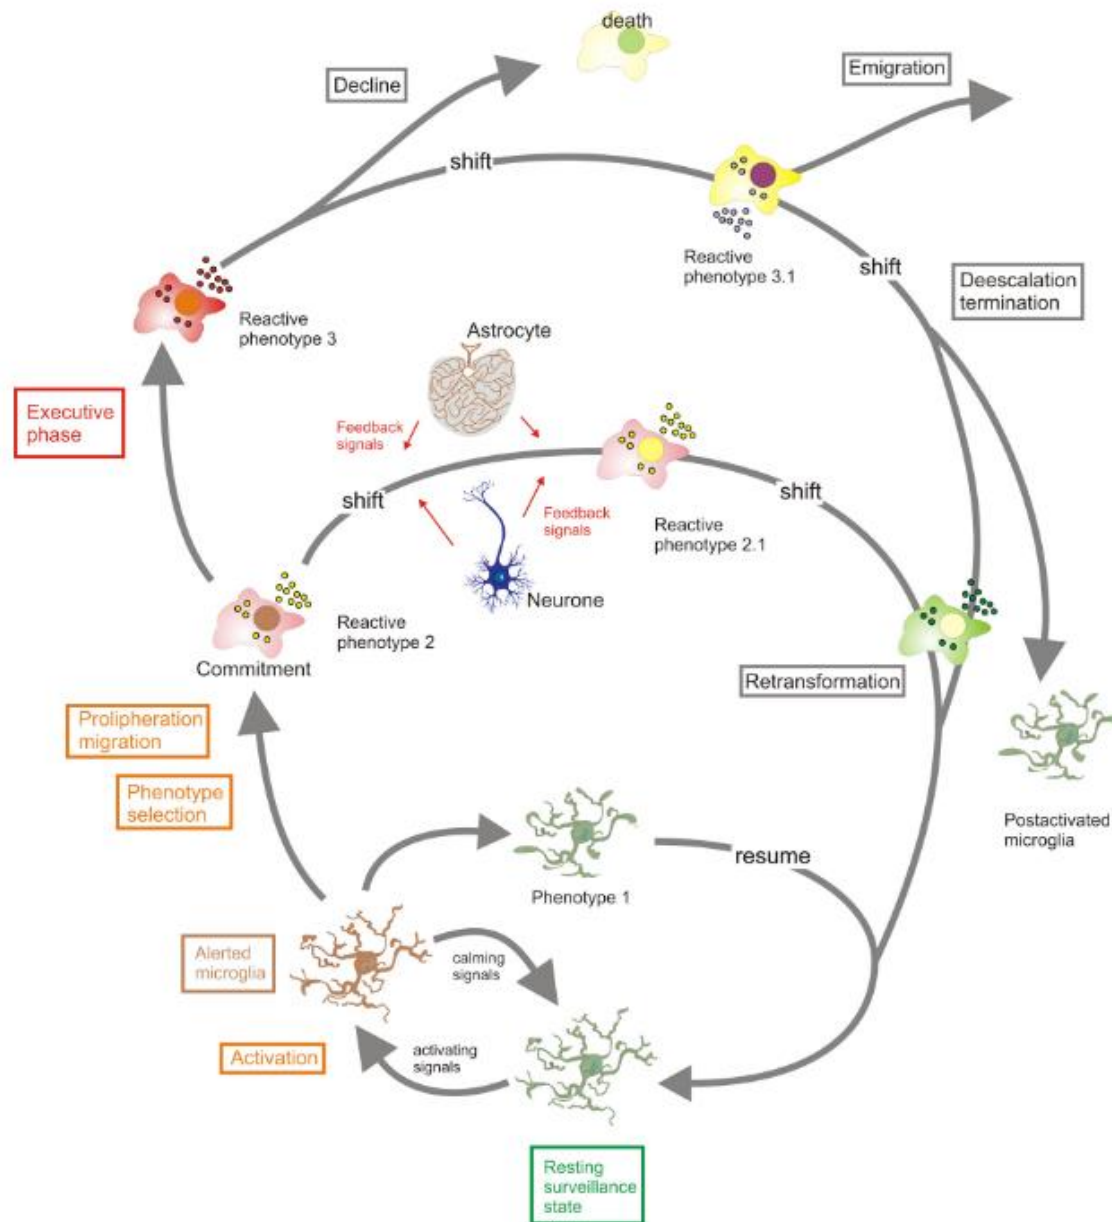 death
Decline
Emigration
shift
Reactive
phenotype 3.1
shift
Deescalation
termination
Reactive
phenotype 3
Astrocyte
Executive
phase
Feedback
signals
shift
Feedback
signals
shift
Reactive
phenotype 2.1
Neurone
Reactive
phenotype 2
Commitment
Retransformation
Prolipheration
migration
Phenotype
selection
Postactivated
microglia
resume
Phenotype 1
Alerted
microglia
calming
signals
Activation
activating
signals
Resting
surveillance
state